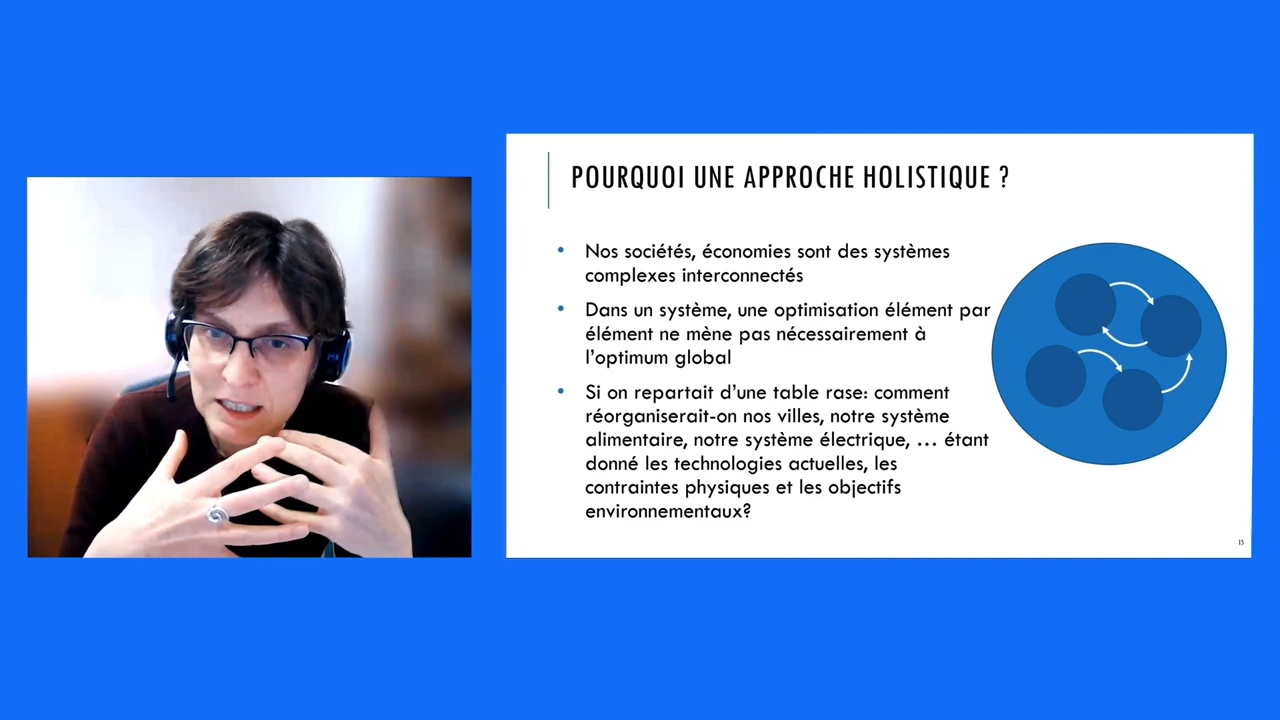 POURQUOI UNE APPROCHE HOLISTIQUE ?
• Nos sociétés, économies sont des systèmes
complexes interconnectés
• Dans un système, une optimisation élément par
élément ne mène pas nécessairement à
l'optimum global
• Si on repartait d'une table rase: comment
réorganiserait-on nos villes, notre système
alimentaire, notre système électrique, … étant
donné les technologies actuelles, les
contraintes physiques et les objectifs
environnementaux?
15